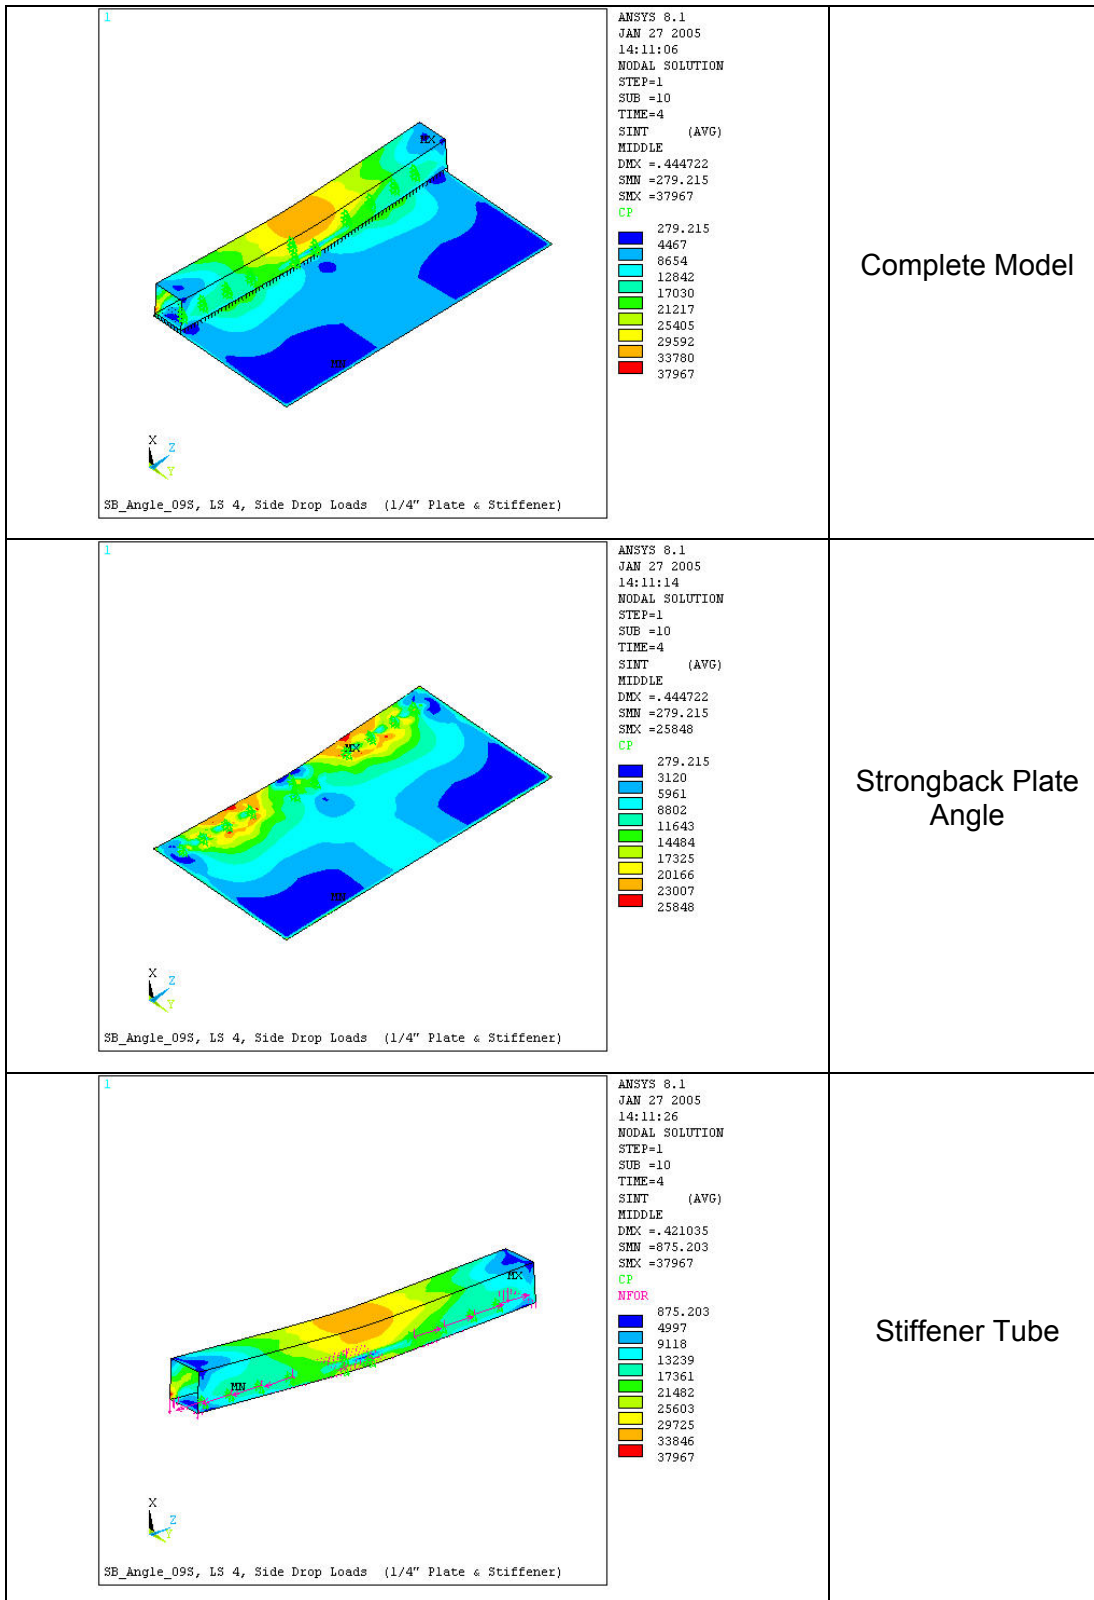 1
ANSYS 8.1
JAN 27 2005
14:11:06
NODAL SOLUTION
STEP=1
SUB =10
TIME=4
SINT (AVG)
MIDDLE
DMX =.444722
SMN =279.215
SMX =37967
CP
279.215
4467
8654
12842
17030
21217
25405
29592
33780
37967
MX
MN
X
Z
Y
SB_Angle_09S, LS 4, Side Drop Loads (1/4" Plate & Stiffener)
Complete Model
1
ANSYS 8.1
JAN 27 2005
14:11:14
NODAL SOLUTION
STEP=1
SUB =10
TIME=4
SINT (AVG)
MIDDLE
DMX =.444722
SMN =279.215
SMX =25848
CP
279.215
3120
5961
8802
11643
14484
17325
20166
23007
25848
MX
MN
X
Z
Y
SB_Angle_09S, LS 4, Side Drop Loads (1/4" Plate & Stiffener)
Strongback Plate
Angle
1
ANSYS 8.1
JAN 27 2005
14:11:26
NODAL SOLUTION
STEP=1
SUB =10
TIME=4
SINT (AVG)
MIDDLE
DMX =.421035
SMN =875.203
SMX =37967
CP
NFOR
875.203
4997
9118
13239
17361
21482
25603
29725
33846
37967
MX
MN
X
Z
Y
SB_Angle_09S, LS 4, Side Drop Loads (1/4" Plate & Stiffener)
Stiffener Tube